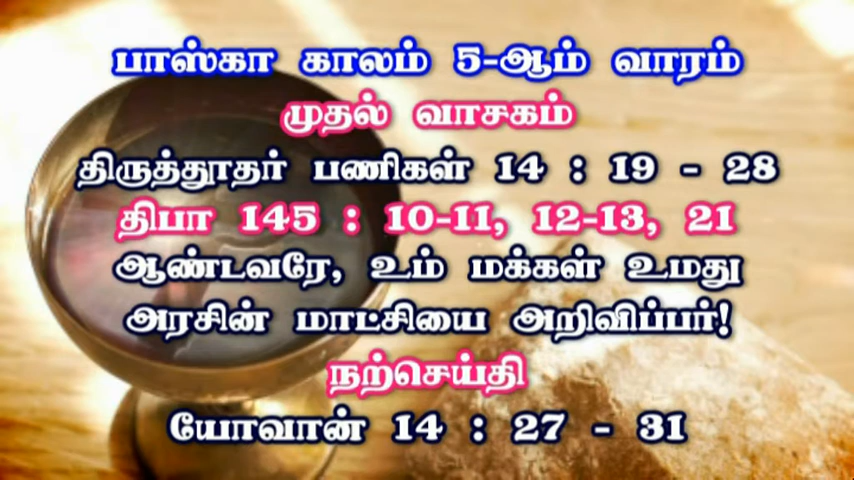 பாஸ்கா காலம் 5-ஆம் வாரம்
முதல் வாசகம்
திருத்தூதர் பணிகள் 14 : 19 - 28
திபா 145 : 10-11, 12-13, 21
ஆண்டவரே, உம் மக்கள் உமது
அரசின் மாட்சியை அறிவிப்பர்!
நற்செய்தி
யோவான் 14 : 27 - 31